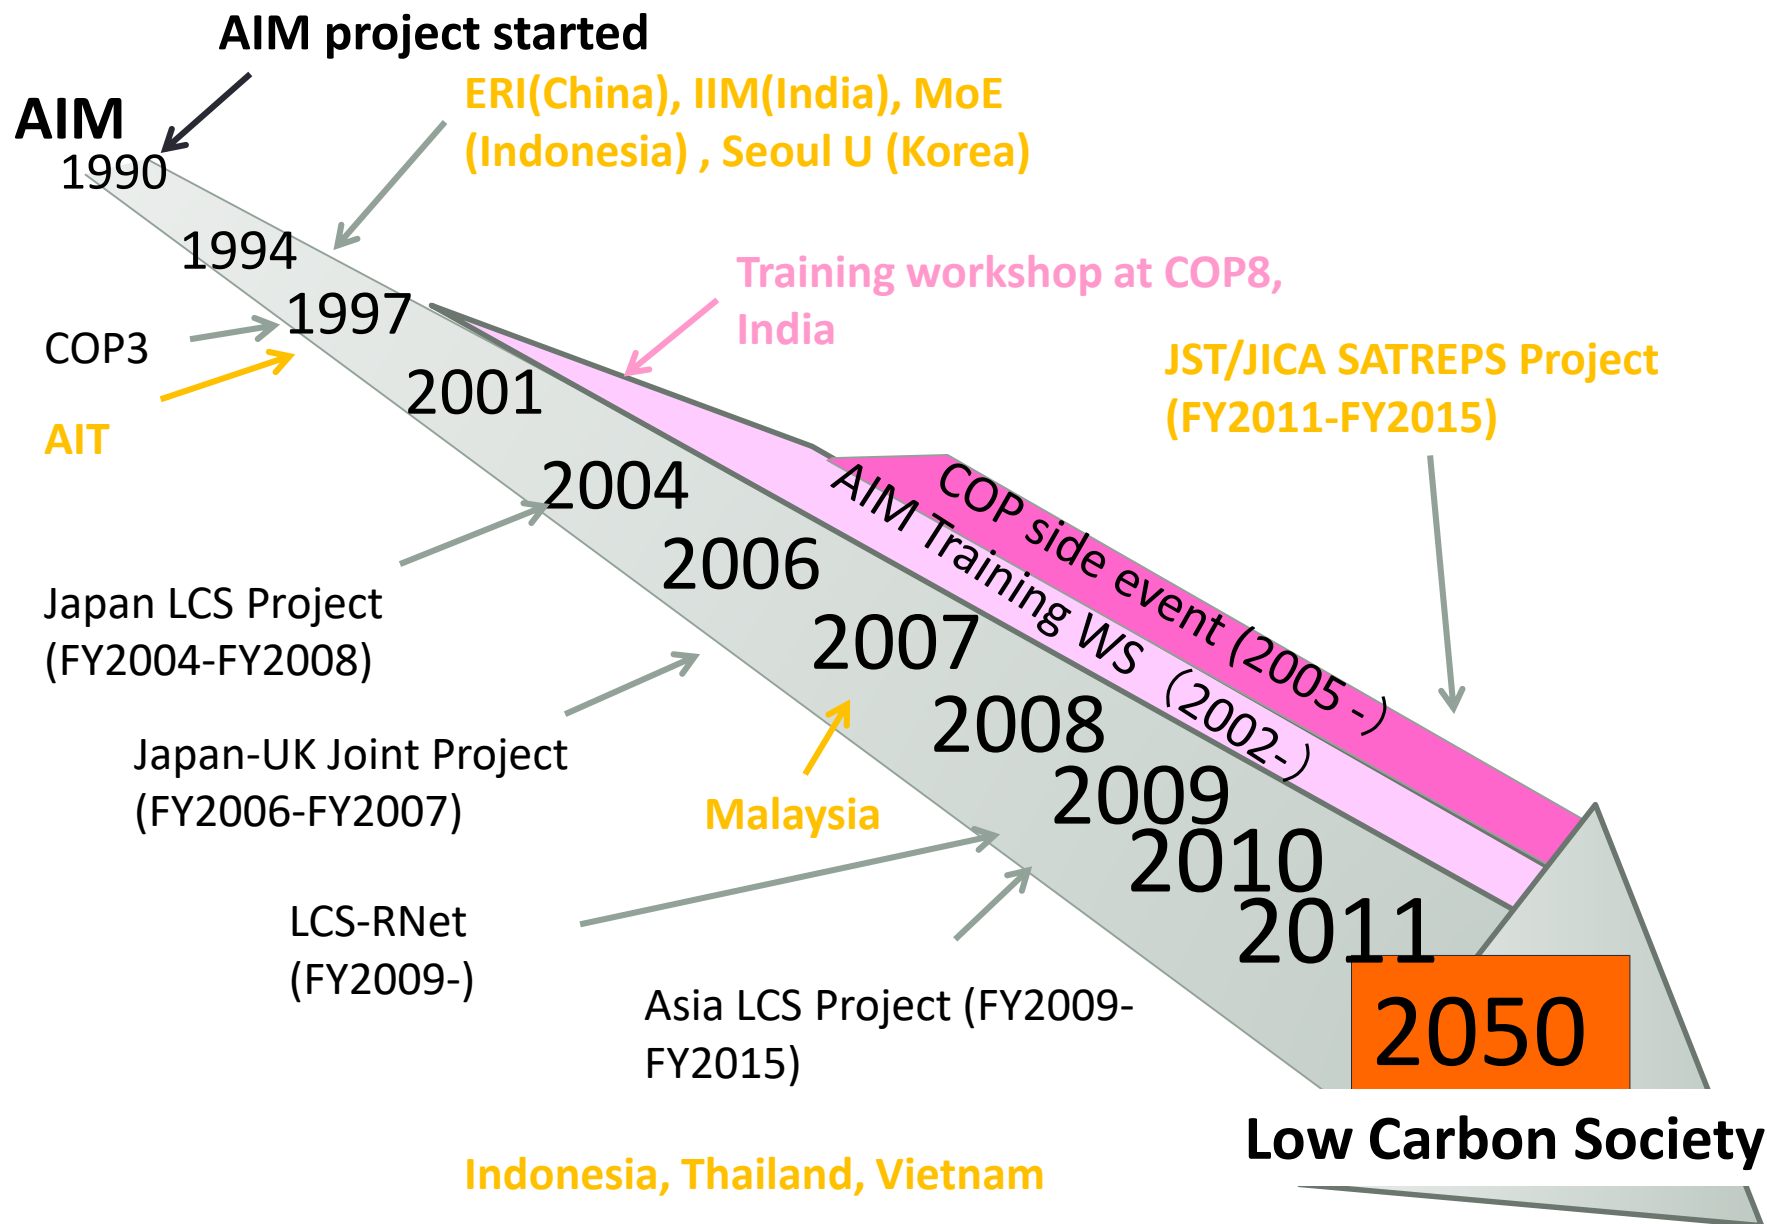 AIM project started
AIM
1990
ERI(China), IIM(India), MoE
(Indonesia) , Seoul U (Korea)
1994
1997
COP3
AIT
Training workshop at COP8,
India
2001
JST/JICA SATREPS Project
(FY2011-FY2015)
2004
COP side event (2005 -)
AIM Training WS（2002-）
2006
Japan LCS Project
(FY2004-FY2008)
2007
2008
Japan-UK Joint Project
(FY2006-FY2007)
Malaysia
2009
2010
2011
LCS-RNet
(FY2009-)
Asia LCS Project (FY2009-
FY2015)
2050
Low Carbon Society
Indonesia, Thailand, Vietnam